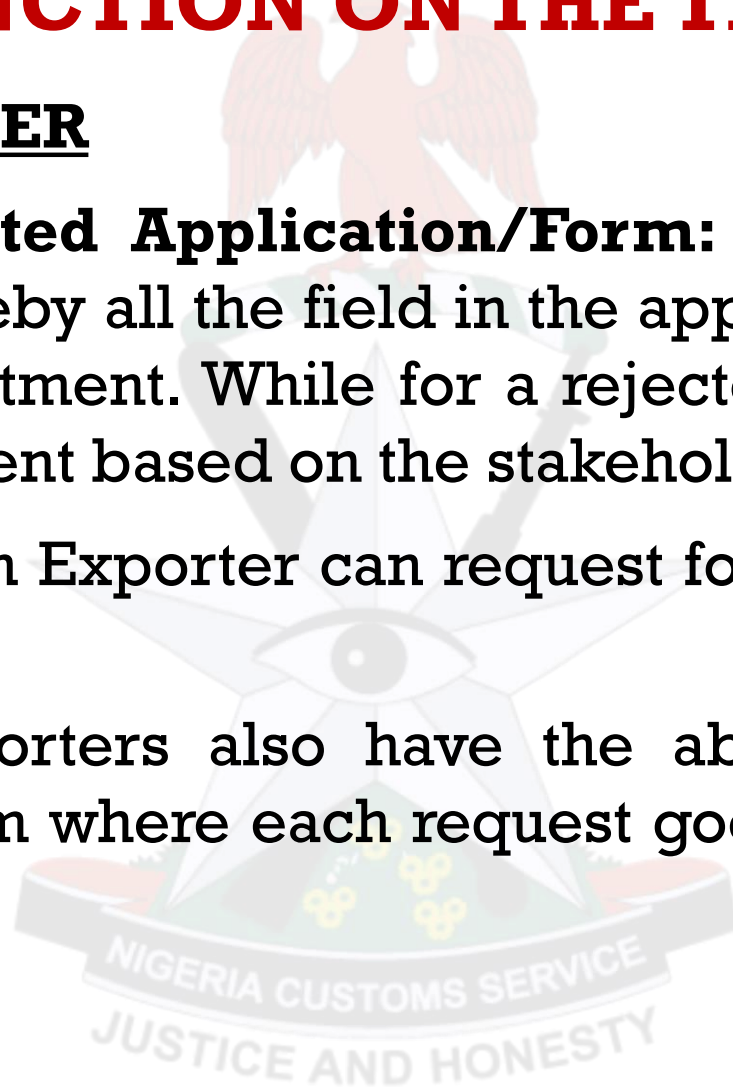 NCTION ON THE T
ER
ted Application/Form:
eby all the field in the app
tment. While for a reject
ent based on the stakehol
n Exporter can request fo
orters also have the ab
m where each request go
NIGERIA CUSTOMS SERVICE
JUSTICE AND HONESTY